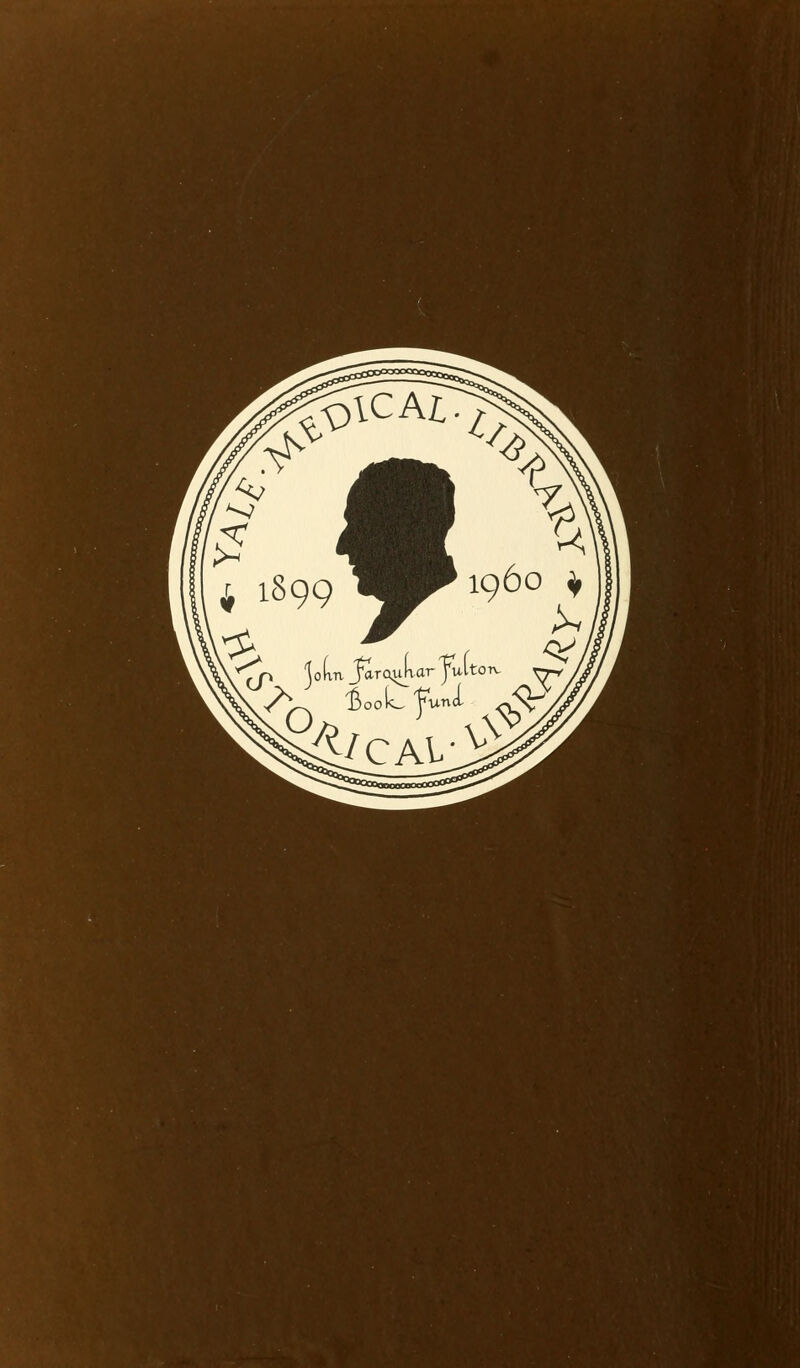 YALE · MEDICAL · LIBRARY
1899 1960
John Farquhar Fulton
Book Fund
HISTORICAL · LIBRARY